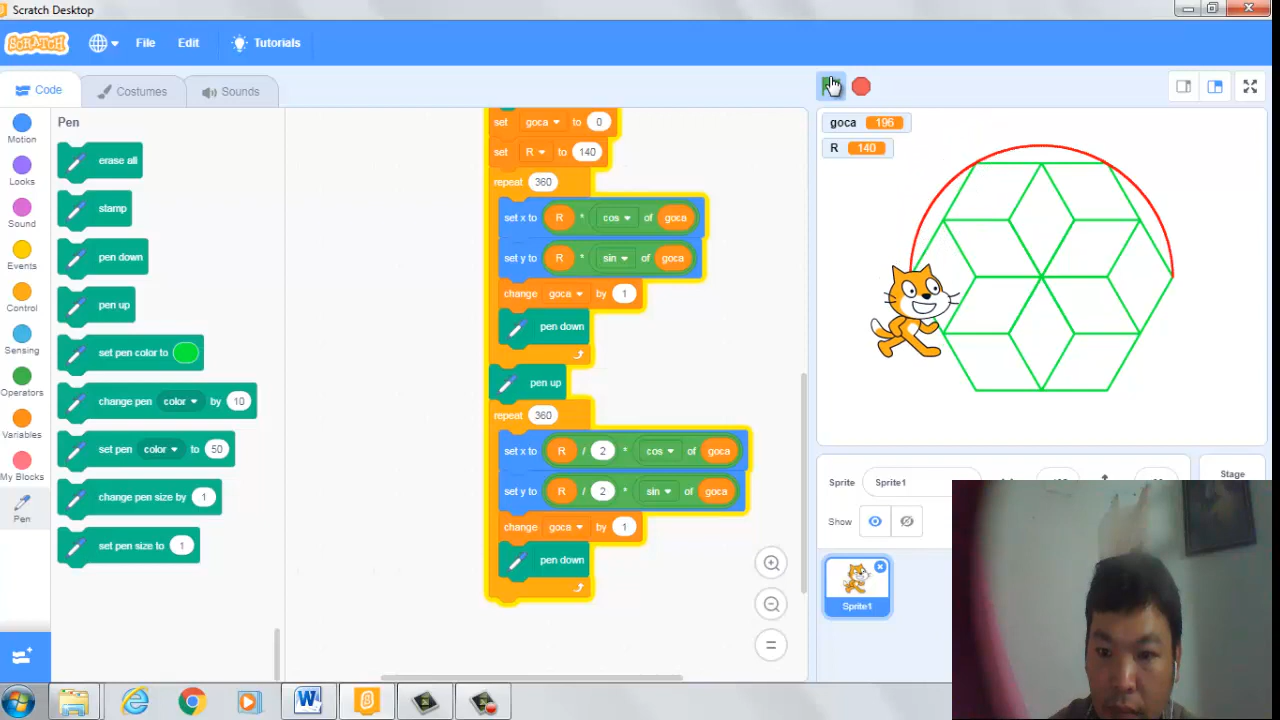 Scratch Desktop
SCRATCH File Edit Tutorials
Code Costumes Sounds
Motion
Looks
Sound
Events
Control
Sensing
Operators
Variables
My Blocks
Pen
Pen
erase all
stamp
pen down
pen up
set pen color to
change pen color by 10
set pen color to 50
change pen size by 1
set pen size to 1
set goca to 0
set R to 140
repeat 360
set x to R * cos of goca
set y to R * sin of goca
change goca by 1
pen down
pen up
repeat 360
set x to R / 2 * cos of goca
set y to R / 2 * sin of goca
change goca by 1
pen down
goca 196
R 140
Sprite Sprite1
Show
Sprite1
Stage